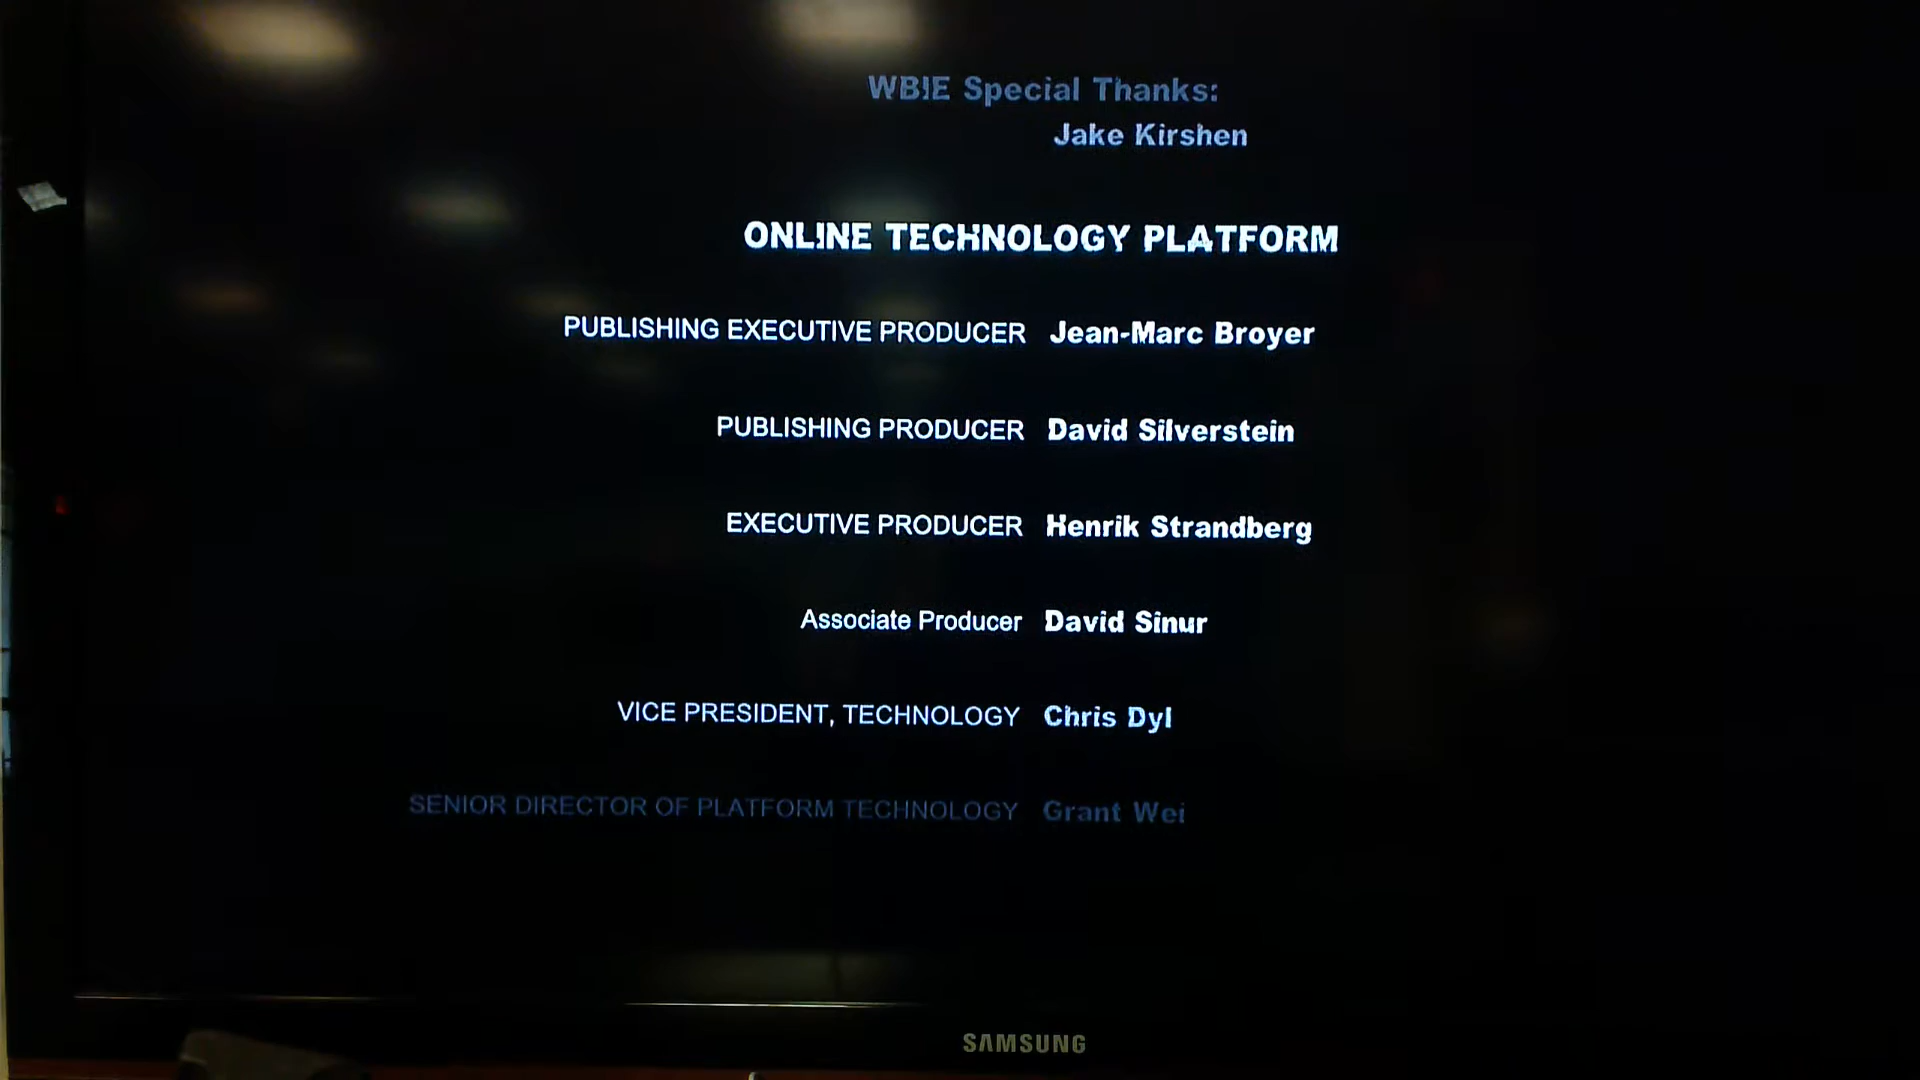 WBIE Special Thanks:
Jake Kirshen
ONLINE TECHNOLOGY PLATFORM
PUBLISHING EXECUTIVE PRODUCER Jean-Marc Broyer
PUBLISHING PRODUCER David Silverstein
EXECUTIVE PRODUCER Henrik Strandberg
Associate Producer David Sinur
VICE PRESIDENT, TECHNOLOGY Chris Dyl
SENIOR DIRECTOR OF PLATFORM TECHNOLOGY Grant Wei
SAMSUNG